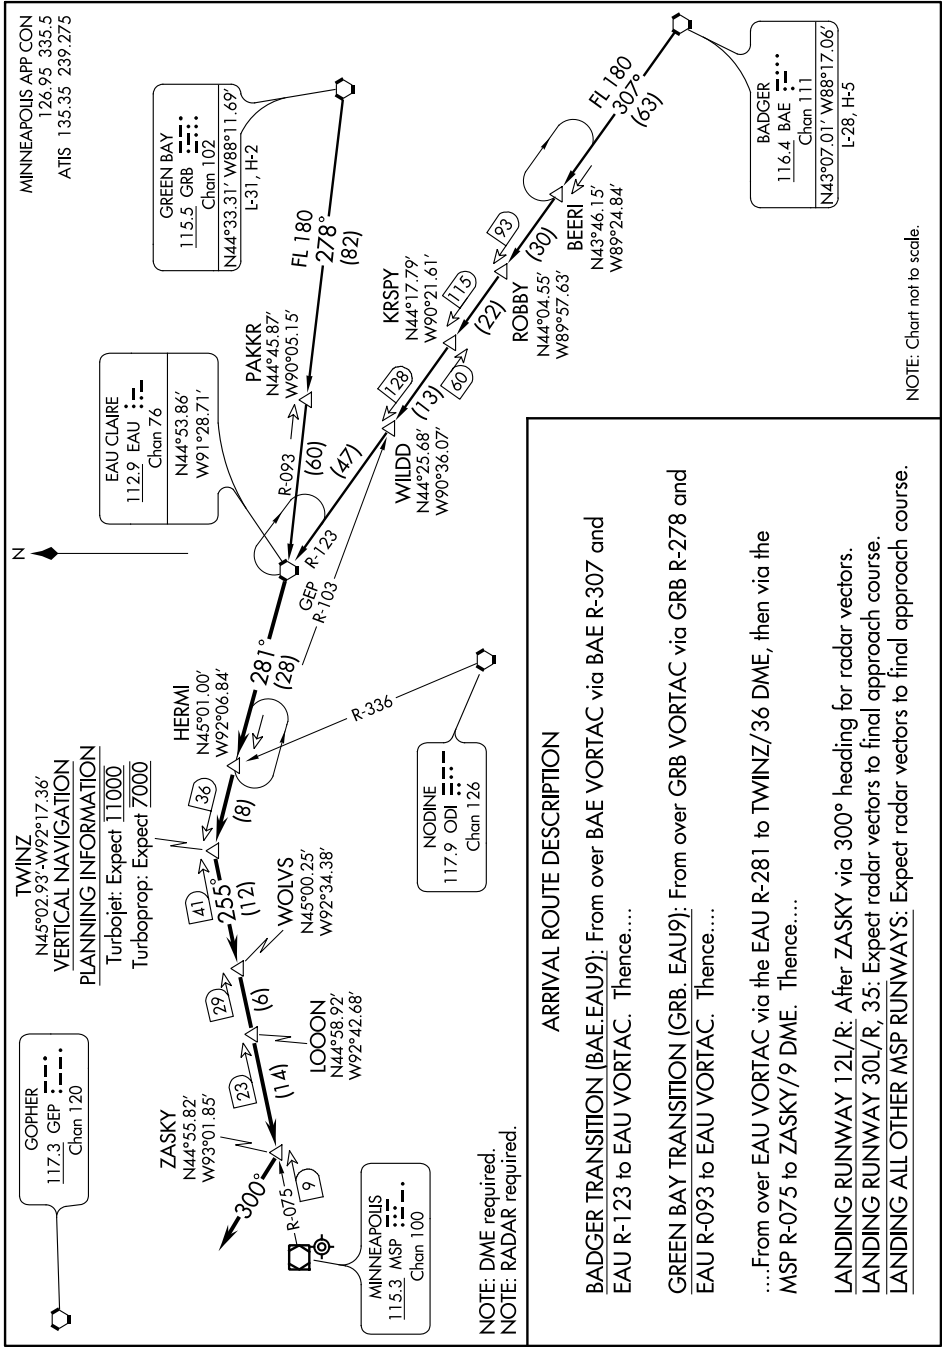 MINNEAPOLIS APP CON
126.95 335.5
ATIS 135.35 239.275
GOPHER
117.3 GEP
Chan 120
TWINZ
N45°02.93'-W92°17.36'
VERTICAL NAVIGATION
PLANNING INFORMATION
Turbojet: Expect 11000
Turboprop: Expect 7000
N
EAU CLAIRE
112.9 EAU
Chan 76
N44°53.86'
W91°28.71'
GREEN BAY
115.5 GRB
Chan 102
N44°33.31' W88°11.69'
L-31, H-2
ZASKY
N44°55.82'
W93°01.85'
HERMI
N45°01.00'
W92°06.84'
PAKKR
N44°45.87'
W90°05.15'
FL 180
278°
(82)
R-093
(60)
300°
R-075
9
(14)
23
LOOON
N44°58.92'
W92°42.68'
(6)
29
WOLVS
N45°00.25'
W92°34.38'
41
255°
(12)
36
(8)
281°
(28)
GEP
R-103
R-123
(47)
R-336
WILDD
N44°25.68'
W90°36.07'
128
(13)
60
KRSPY
N44°17.79'
W90°21.61'
115
(22)
ROBBY
N44°04.55'
W89°57.63'
93
(30)
BEERI
N43°46.15'
W89°24.84'
FL 180
307°
(63)
MINNEAPOLIS
115.3 MSP
Chan 100
NODINE
117.9 ODI
Chan 126
BADGER
116.4 BAE
Chan 111
N43°07.01' W88°17.06'
L-28, H-5
NOTE: DME required.
NOTE: RADAR required.
NOTE: Chart not to scale.
ARRIVAL ROUTE DESCRIPTION
BADGER TRANSITION (BAE.EAU9): From over BAE VORTAC via BAE R-307 and
EAU R-123 to EAU VORTAC. Thence....
GREEN BAY TRANSITION (GRB. EAU9): From over GRB VORTAC via GRB R-278 and
EAU R-093 to EAU VORTAC. Thence....
....From over EAU VORTAC via the EAU R-281 to TWINZ/36 DME, then via the
MSP R-075 to ZASKY/9 DME. Thence....
LANDING RUNWAY 12L/R: After ZASKY via 300° heading for radar vectors.
LANDING RUNWAY 30L/R, 35: Expect radar vectors to final approach course.
LANDING ALL OTHER MSP RUNWAYS: Expect radar vectors to final approach course.